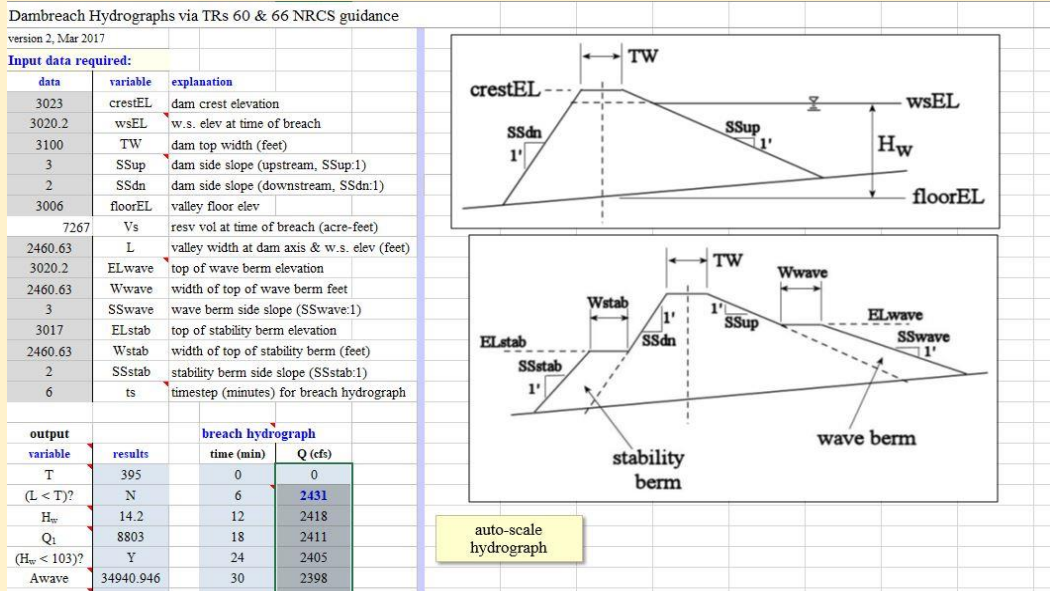 Dambreach Hydrographs via TRs 60 & 66 NRCS guidance
version 2, Mar 2017
Input data required:
data variable explanation
3023 crestEL dam crest elevation
3020.2 wsEL w.s. elev at time of breach
3100 TW dam top width (feet)
3 SSup dam side slope (upstream, SSup:1)
2 SSdn dam side slope (downstream, SSdn:1)
3006 floorEL valley floor elev
7267 Vs resv vol at time of breach (acre-feet)
2460.63 L valley width at dam axis & w.s. elev (feet)
3020.2 ELwave top of wave berm elevation
2460.63 Wwave width of top of wave berm feet
3 SSwave wave berm side slope (SSwave:1)
3017 ELstab top of stability berm elevation
2460.63 Wstab width of top of stability berm (feet)
2 SSstab stability berm side slope (SSstab:1)
6 ts timestep (minutes) for breach hydrograph
output breach hydrograph
variable results time (min) Q (cfs)
T 395 0 0
(L < T)? N 6 2431
Hw 14.2 12 2418
Q1 8803 18 2411
(Hw < 103)? Y 24 2405
Awave 34940.946 30 2398
TW
crestEL
wsEL
SSdn
1'
SSup
1'
Hw
floorEL
TW
Wwave
Wstab
1'
SSdn
1'
SSup
ELwave
ELstab
SSwave
1'
SSstab
1'
wave berm
stability
berm
auto-scale
hydrograph